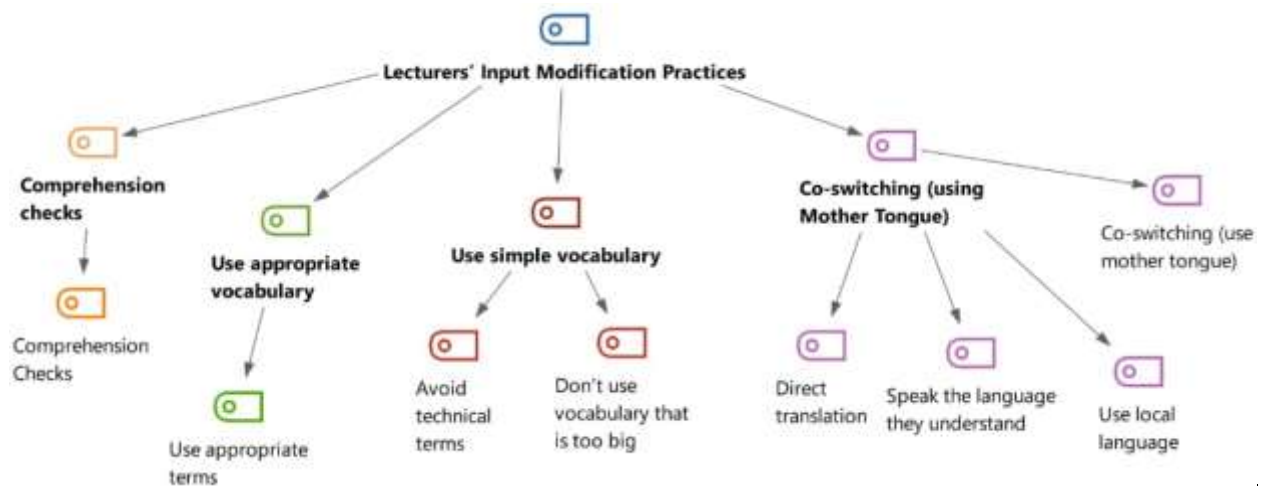 Lecturers' Input Modification Practices
Comprehension
checks
Comprehension
Checks
Use appropriate
vocabulary
Use appropriate
terms
Use simple vocabulary
Avoid
technical
terms
Don't use
vocabulary that
is too big
Co-switching (using
Mother Tongue)
Direct
translation
Speak the language
they understand
Use local
language
Co-switching (use
mother tongue)